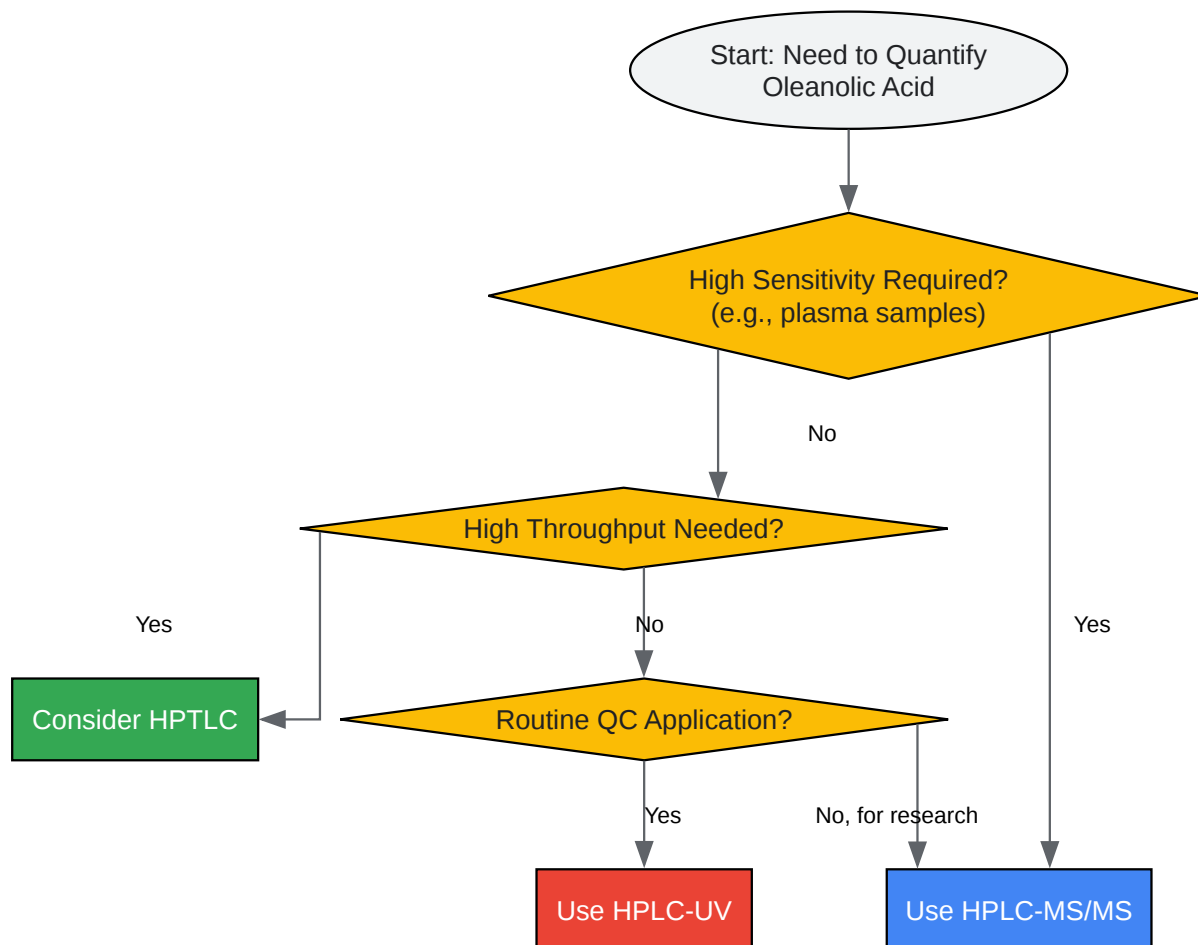 Start: Need to Quantify
Oleanolic Acid
High Sensitivity Required?
(e.g., plasma samples)
No
High Throughput Needed?
Yes
No
Yes
Consider HPTLC
Routine QC Application?
Yes
No, for research
Use HPLC-UV
Use HPLC-MS/MS